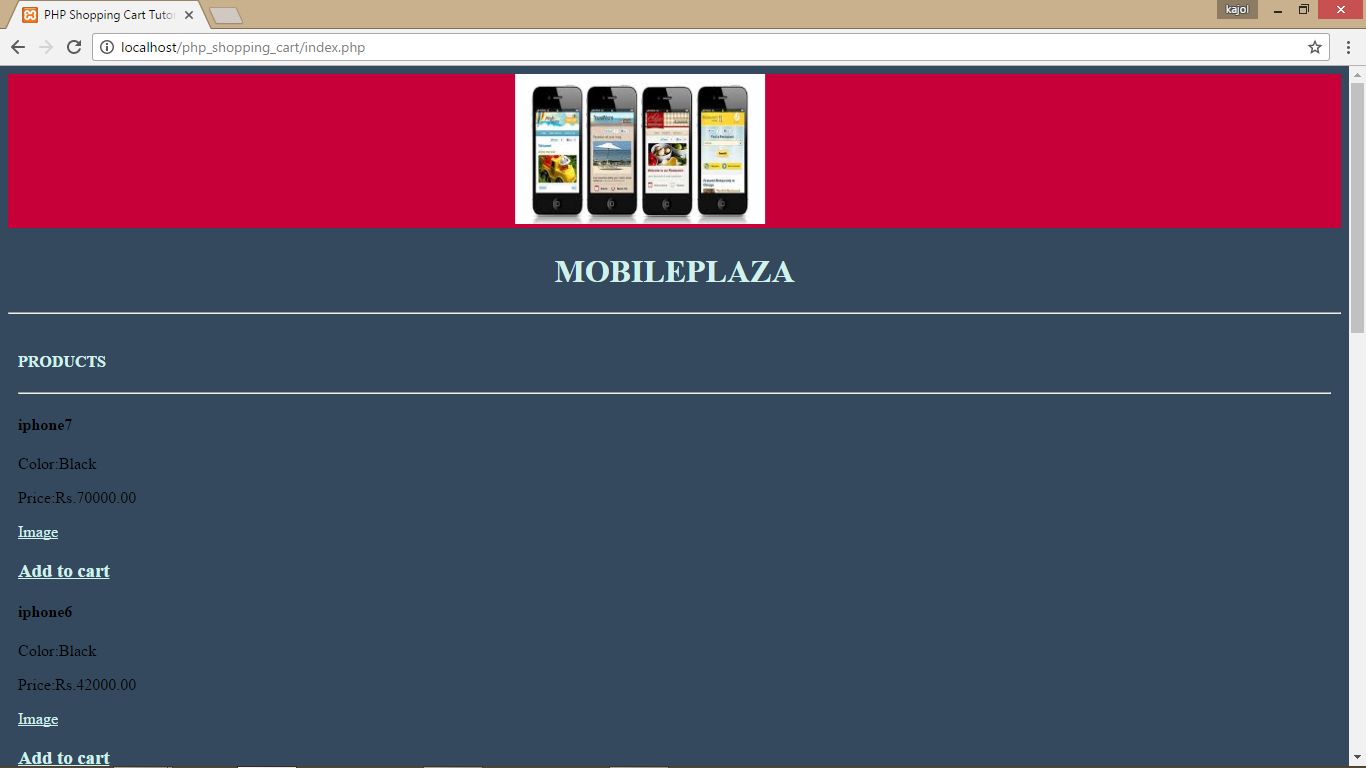 PHP Shopping Cart Tutor
kajol
localhost/php_shopping_cart/index.php
MOBILEPLAZA
PRODUCTS
iphone7
Color:Black
Price:Rs.70000.00
Image
Add to cart
iphone6
Color:Black
Price:Rs.42000.00
Image
Add to cart